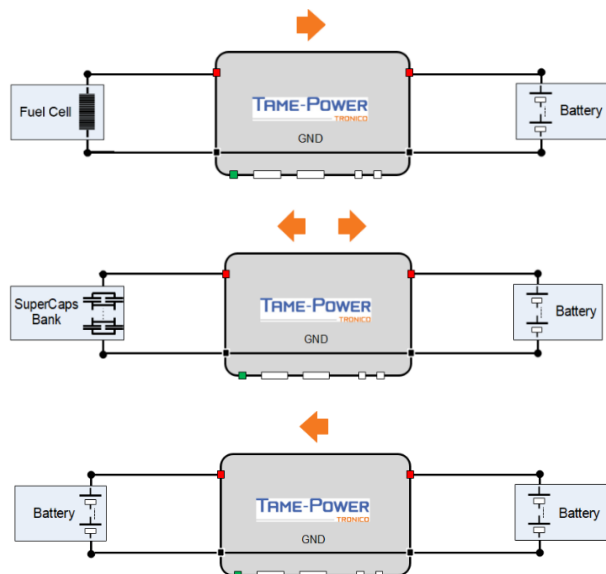 Fuel Cell
TAME-POWER
TRONICO
GND
Battery
SuperCaps
Bank
TAME-POWER
TRONICO
GND
Battery
Battery
TAME-POWER
TRONICO
GND
Battery